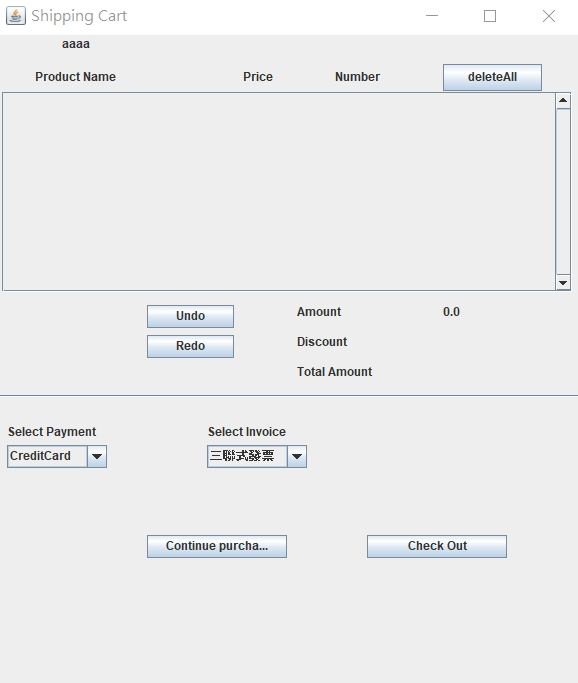 Shipping Cart
aaaa
Product Name Price Number deleteAll
Undo Amount 0.0
Redo Discount
Total Amount
Select Payment Select Invoice
CreditCard 三聯式發票
Continue purcha... Check Out